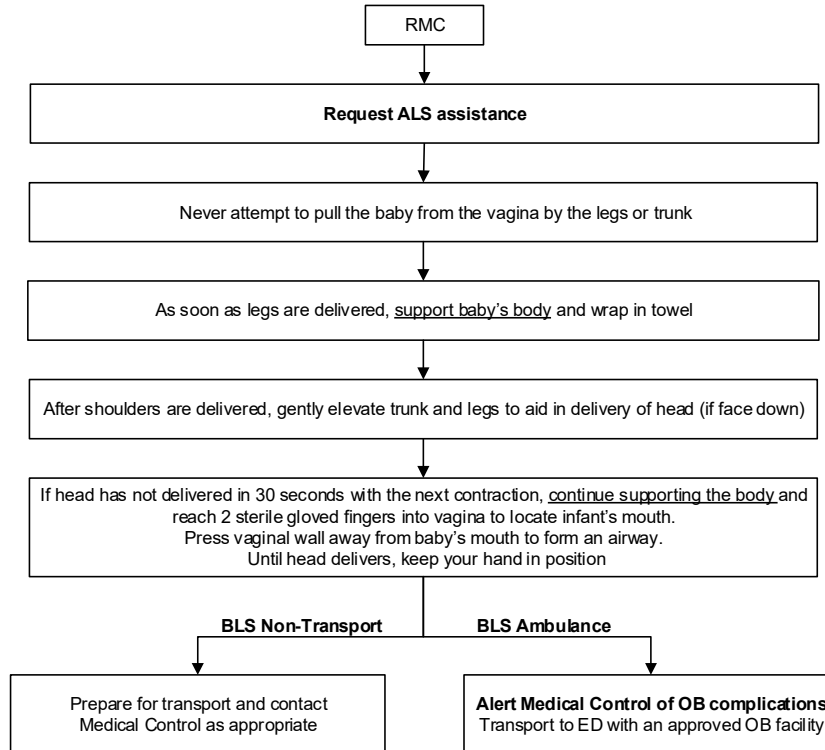 RMC
Request ALS assistance
Never attempt to pull the baby from the vagina by the legs or trunk
As soon as legs are delivered, support baby's body and wrap in towel
After shoulders are delivered, gently elevate trunk and legs to aid in delivery of head (if face down)
If head has not delivered in 30 seconds with the next contraction, continue supporting the body and
reach 2 sterile gloved fingers into vagina to locate infant's mouth.
Press vaginal wall away from baby's mouth to form an airway.
Until head delivers, keep your hand in position
BLS Non-Transport
BLS Ambulance
Prepare for transport and contact
Medical Control as appropriate
Alert Medical Control of OB complications
Transport to ED with an approved OB facility